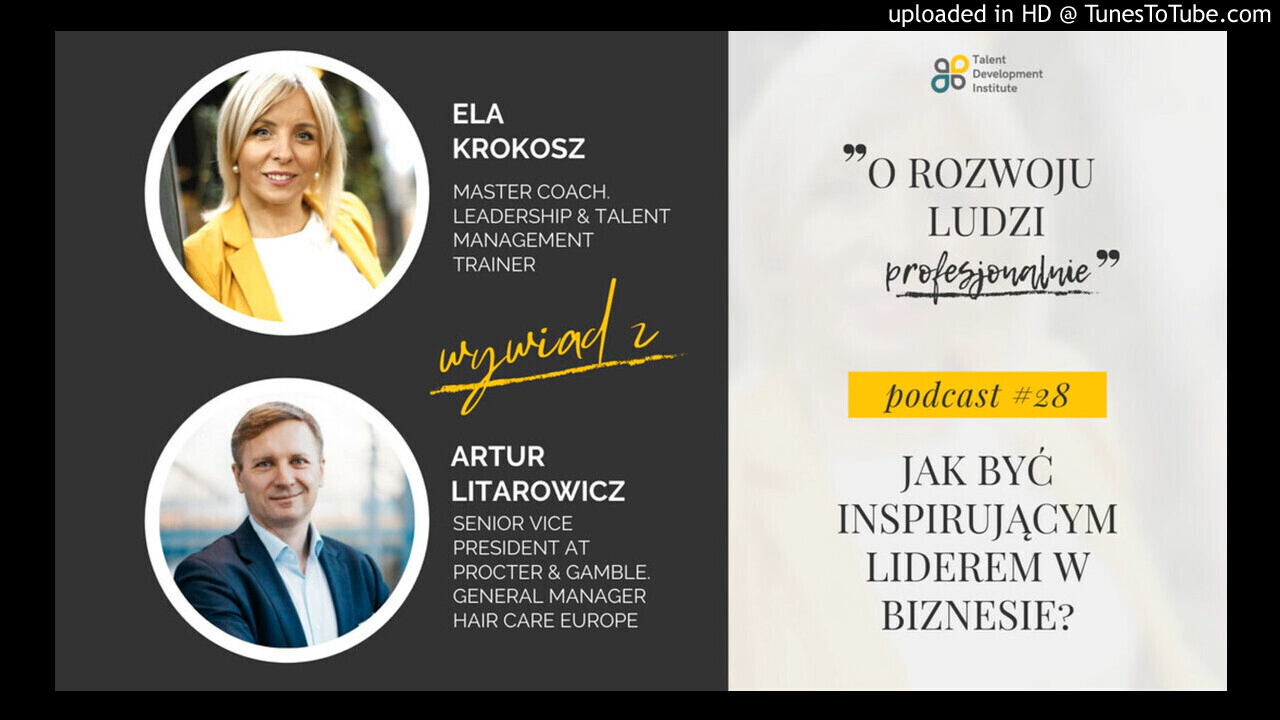 uploaded in HD @ TunesToTube.com
ELA
KROKOSZ
MASTER COACH.
LEADERSHIP & TALENT
MANAGEMENT
TRAINER
wywiad z
ARTUR
LITAROWICZ
SENIOR VICE
PRESIDENT AT
PROCTER & GAMBLE.
GENERAL MANAGER
HAIR CARE EUROPE
Talent
Development
Institute
”O ROZWOJU
LUDZI
profesjonalnie”
podcast #28
JAK BYĆ
INSPIRUJĄCYM
LIDEREM W
BIZNESIE?